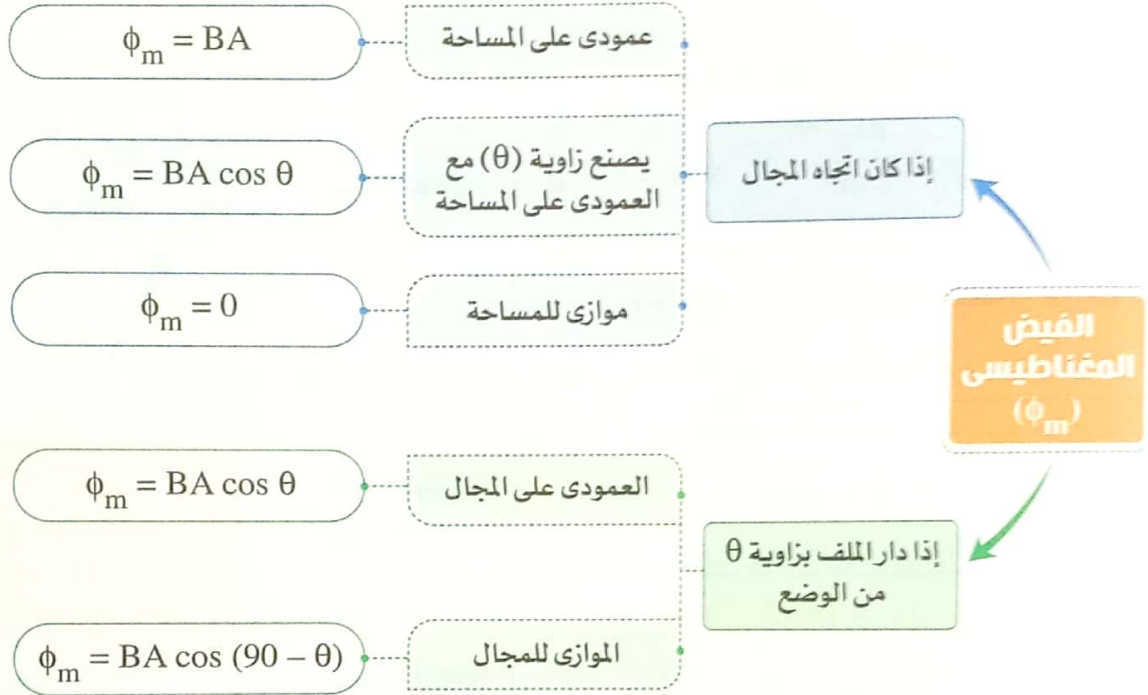 الفيض
المغناطيسى
(ϕm)
إذا كان اتجاه المجال
عمودى على المساحة
ϕm = BA
يصنع زاوية (θ) مع
العمودى على المساحة
ϕm = BA cos θ
موازى للمساحة
ϕm = 0
إذا دار الملف بزاوية θ
من الوضع
العمودى على المجال
ϕm = BA cos θ
الموازى للمجال
ϕm = BA cos (90 – θ)